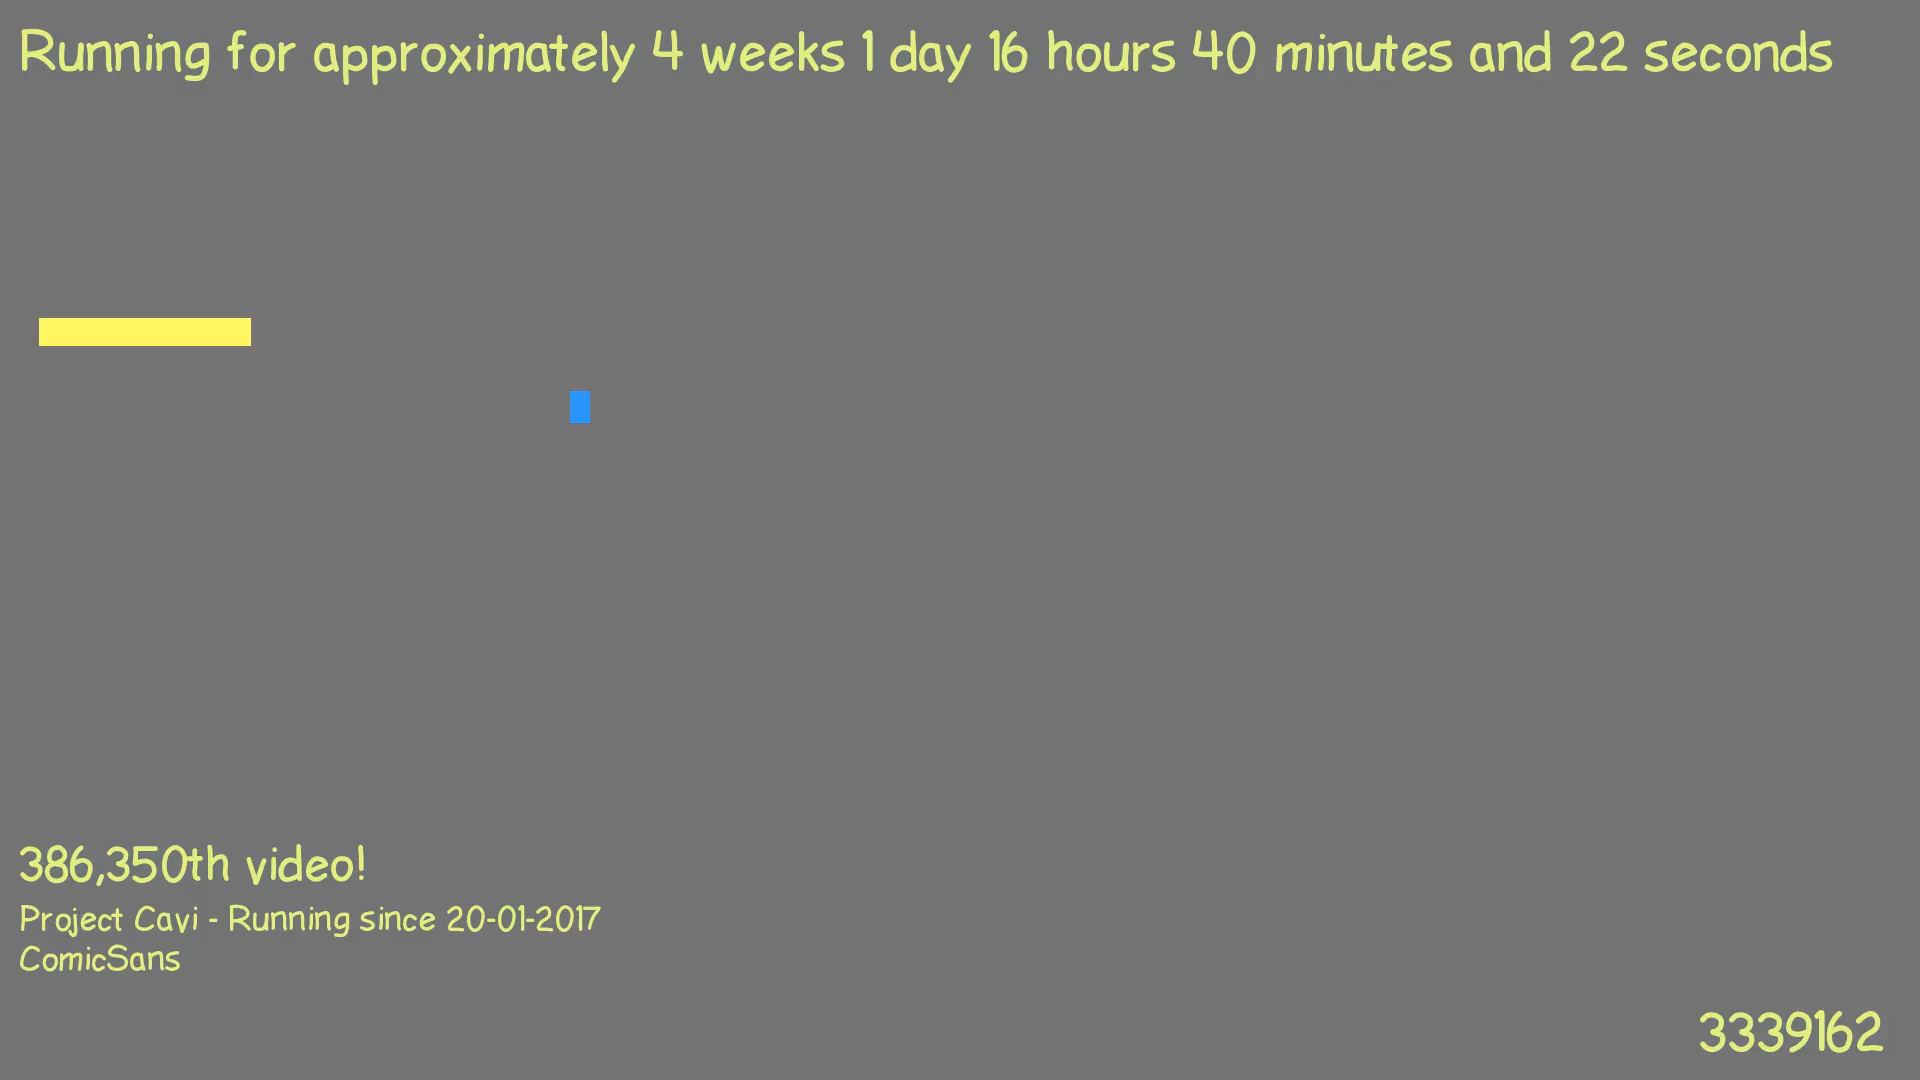 Running for approximately 4 weeks 1 day 16 hours 40 minutes and 22 seconds
386,350th video!
Project Cavi - Running since 20-01-2017
ComicSans
3339162